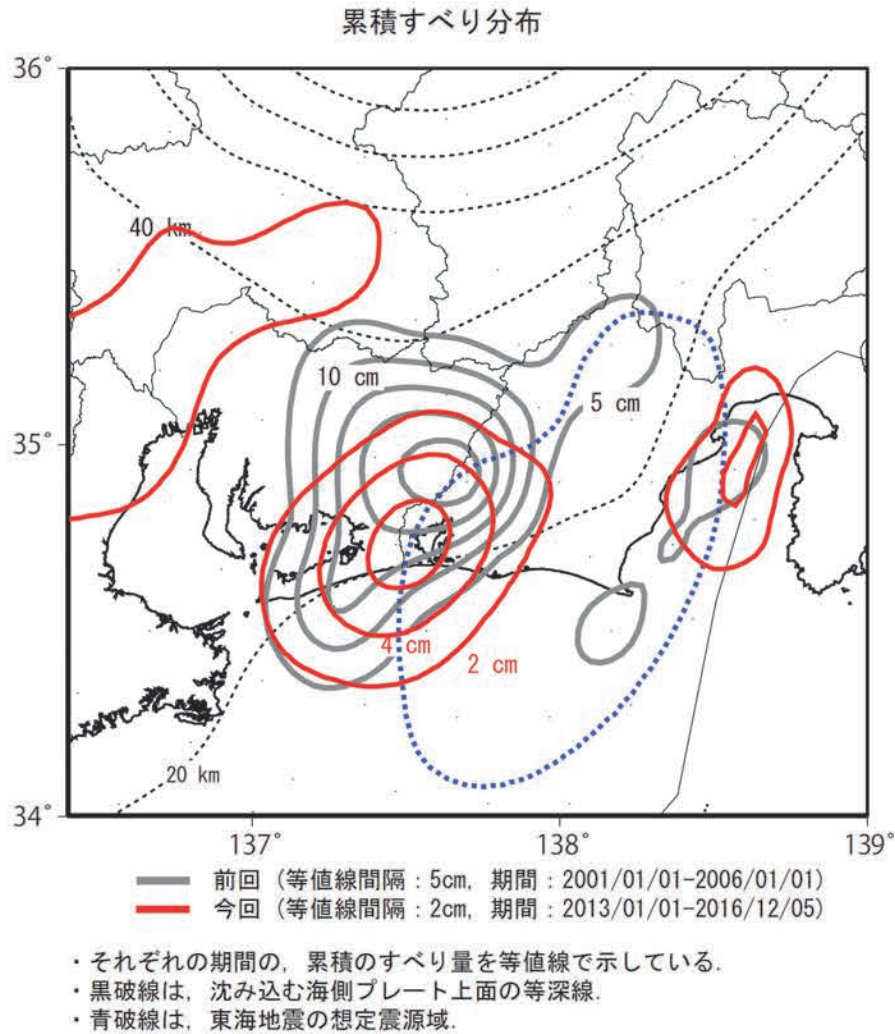 累積すべり分布
36°
40 km
10 cm
5 cm
35°
4 cm
2 cm
20 km
34°
137°
138°
139°
前回 (等値線間隔：5cm, 期間：2001/01/01-2006/01/01)
今回 (等値線間隔：2cm, 期間：2013/01/01-2016/12/05)
・それぞれの期間の, 累積のすべり量を等値線で示している.
・黒破線は, 沈み込む海側プレート上面の等深線.
・青破線は, 東海地震の想定震源域.